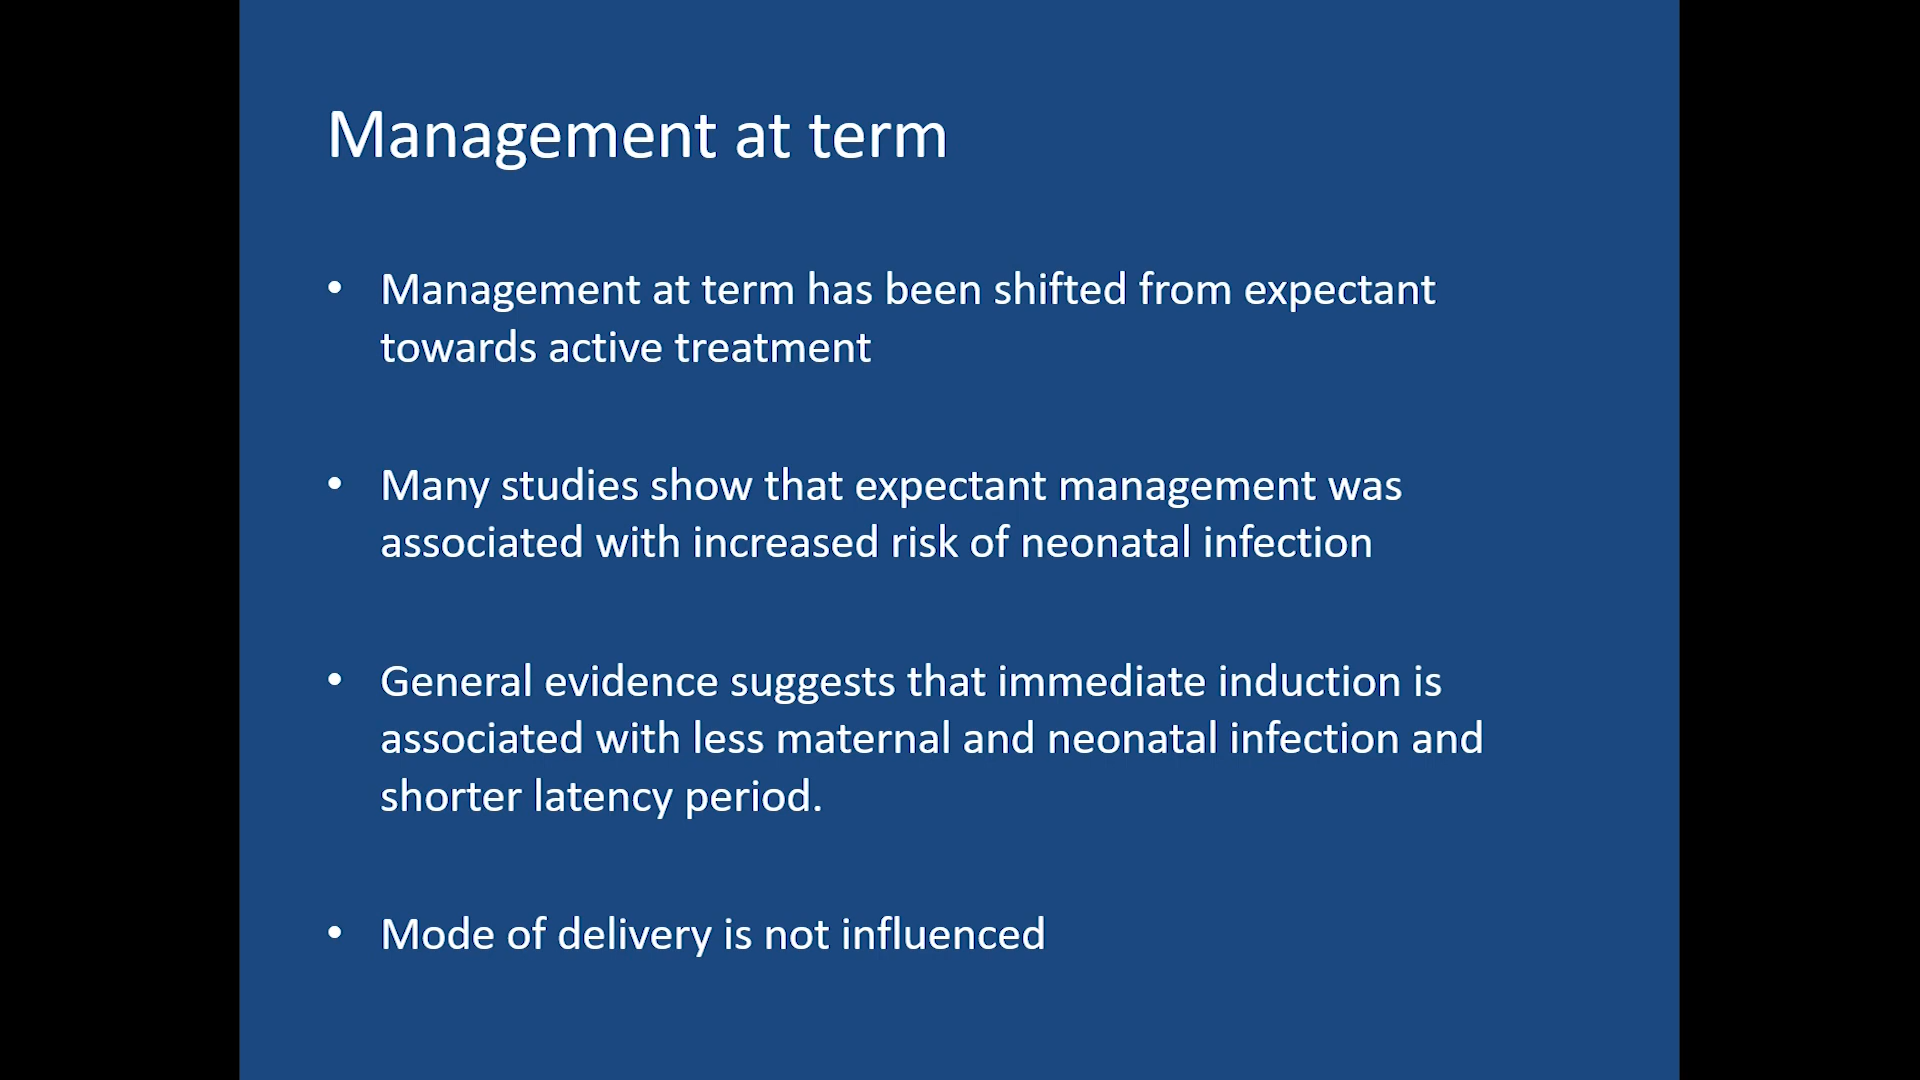 Management at term
• Management at term has been shifted from expectant
towards active treatment
• Many studies show that expectant management was
associated with increased risk of neonatal infection
• General evidence suggests that immediate induction is
associated with less maternal and neonatal infection and
shorter latency period.
• Mode of delivery is not influenced